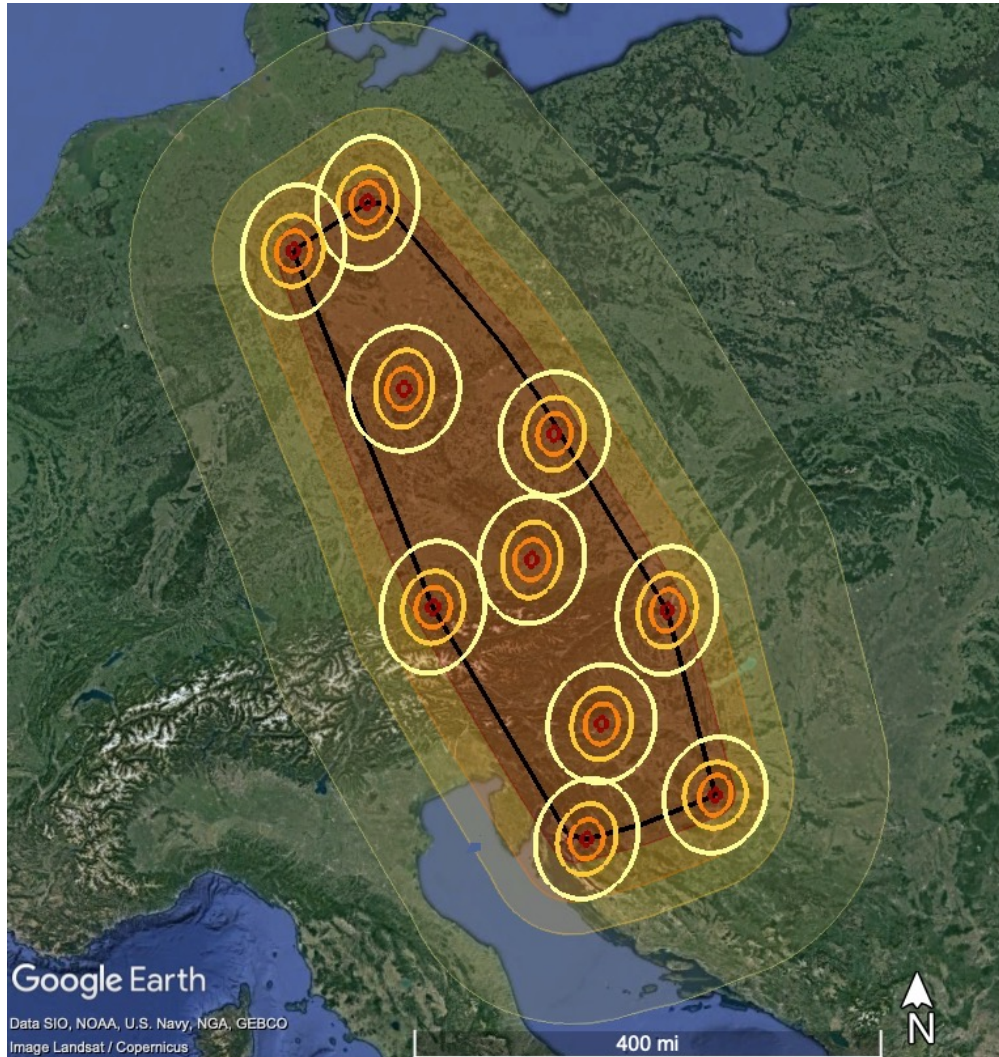 Google Earth
Data SIO, NOAA, U.S. Navy, NGA, GEBCO
Image Landsat / Copernicus
400 mi
N